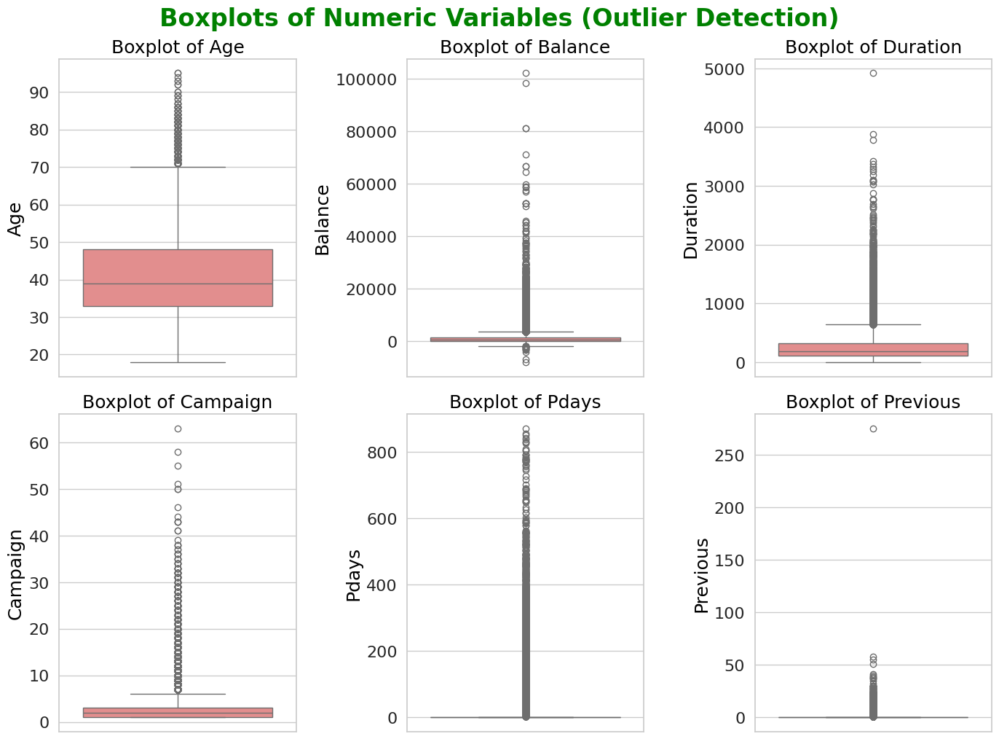 Boxplots of Numeric Variables (Outlier Detection)
Boxplot of Age
Age
90
80
70
60
50
40
30
20
Boxplot of Balance
Balance
100000
80000
60000
40000
20000
0
Boxplot of Duration
Duration
5000
4000
3000
2000
1000
0
Boxplot of Campaign
Campaign
60
50
40
30
20
10
0
Boxplot of Pdays
Pdays
800
600
400
200
0
Boxplot of Previous
Previous
250
200
150
100
50
0